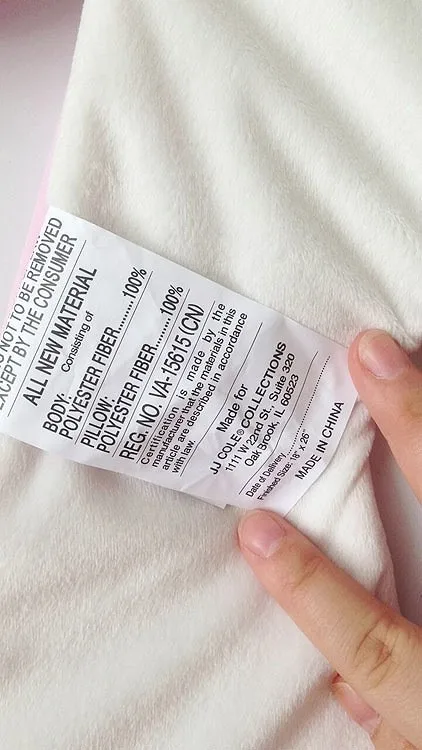 NOT TO BE REMOVED
EXCEPT BY THE CONSUMER
ALL NEW MATERIAL
Consisting of
BODY:
POLYESTER FIBER.........100%
PILLOW:
POLYESTER FIBER.........100%
REG. NO. VA-15615 (CN)
Certification is made by the
manufacturer that the materials in this
article are described in accordance
with law.
Made for
JJ COLE® COLLECTIONS
1111 W 22nd St., Suite 320
Oak Brook, IL 60523
Date of Delivery
Finished Size: 18" x 26"
MADE IN CHINA